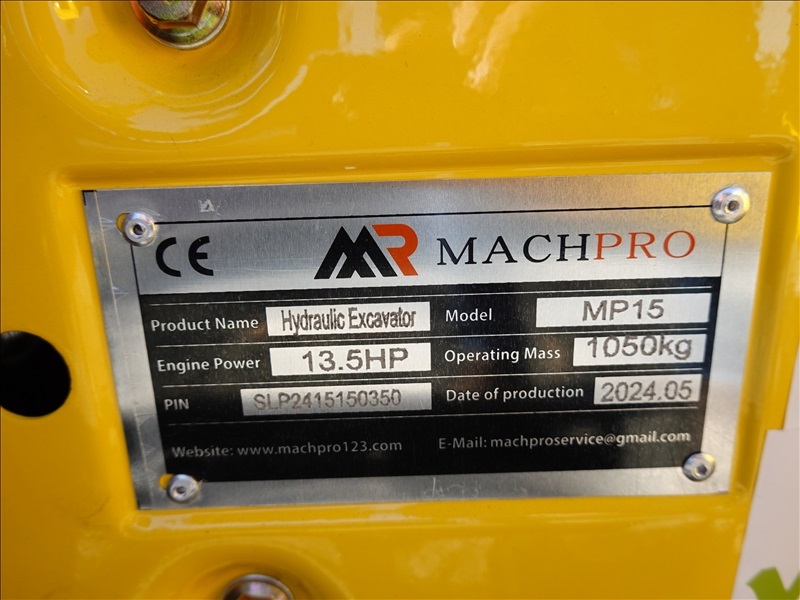 CE MR MACHPRO
Product Name Hydraulic Excavator Model MP15
Engine Power 13.5HP Operating Mass 1050kg
PIN SLP2415150350 Date of production 2024.05
Website: www.machpro123.com E-Mail: machproservice@gmail.com